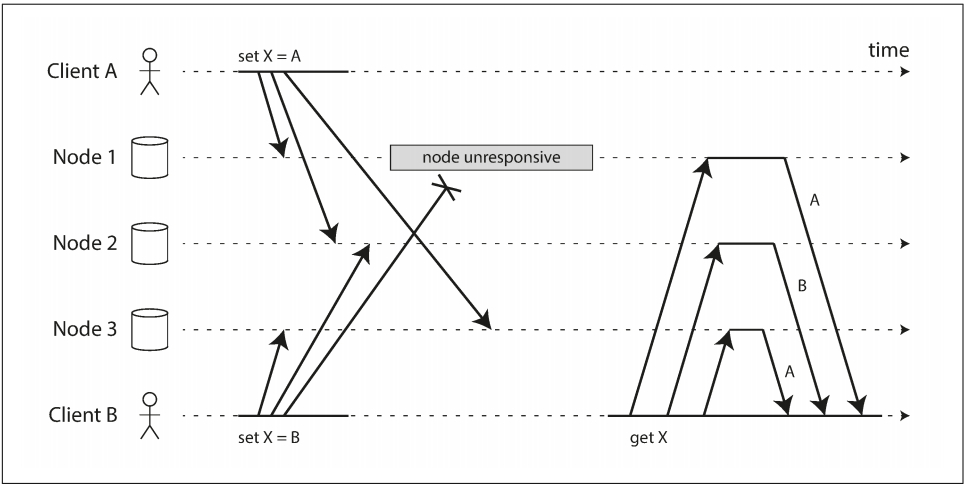 set X = A
time
Client A
Node 1
node unresponsive
A
Node 2
B
Node 3
A
Client B
set X = B
get X